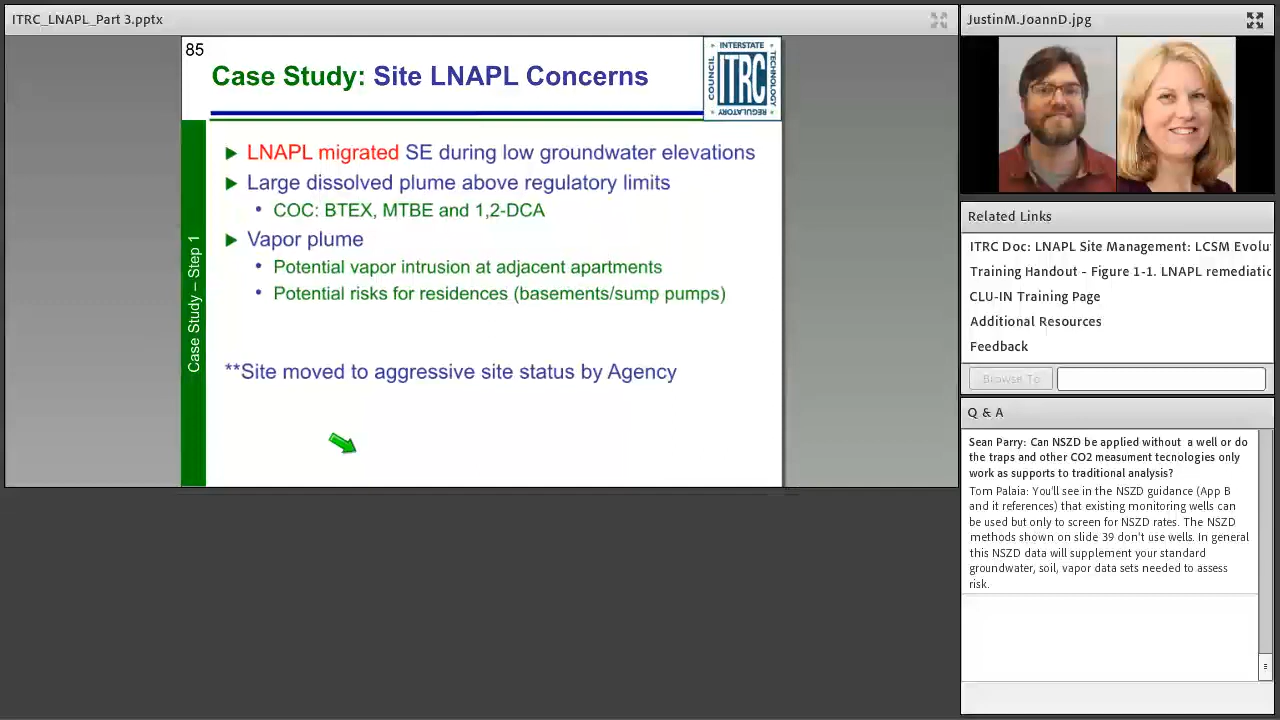 ITRC_LNAPL_Part 3.pptx
85
Case Study: Site LNAPL Concerns
INTERSTATE
COUNCIL
ITRC
TECHNOLOGY
REGULATORY
LNAPL migrated SE during low groundwater elevations
Large dissolved plume above regulatory limits
• COC: BTEX, MTBE and 1,2-DCA
Vapor plume
• Potential vapor intrusion at adjacent apartments
• Potential risks for residences (basements/sump pumps)
**Site moved to aggressive site status by Agency
Case Study – Step 1
JustinM.JoannD.jpg
Related Links
ITRC Doc: LNAPL Site Management: LCSM Evolu
Training Handout - Figure 1-1. LNAPL remediatic
CLU-IN Training Page
Additional Resources
Feedback
Browse To
Q & A
Sean Parry: Can NSZD be applied without a well or do
the traps and other CO2 measument tecnologies only
work as supports to traditional analysis?
Tom Palaia: You'll see in the NSZD guidance (App B
and it references) that existing monitoring wells can
be used but only to screen for NSZD rates. The NSZD
methods shown on slide 39 don't use wells. In general
this NSZD data will supplement your standard
groundwater, soil, vapor data sets needed to assess
risk.